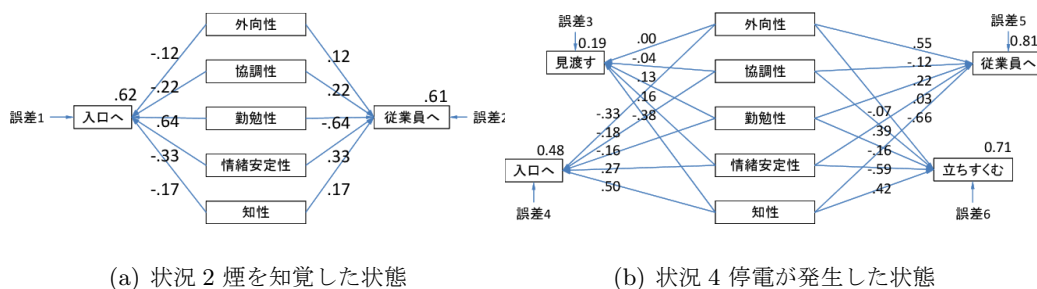 外向性
-.12
.12
協調性
-.22
.22
.62
.61
誤差1
入口へ
勤勉性
従業員へ
誤差2
.64
-.64
情緒安定性
-.33
.33
-.17
.17
知性
(a) 状況 2 煙を知覚した状態
誤差3
誤差5
外向性
0.19
.00
.55
0.81
見渡す
-.04
-.12
従業員へ
協調性
.13
.22
.16
.03
-.38
-.66
勤勉性
-.33
-.07
-.18
.39
0.48
-.16
-.16
0.71
入口へ
.27
情緒安定性
-.59
立ちすくむ
.50
.42
知性
誤差4
誤差6
(b) 状況 4 停電が発生した状態